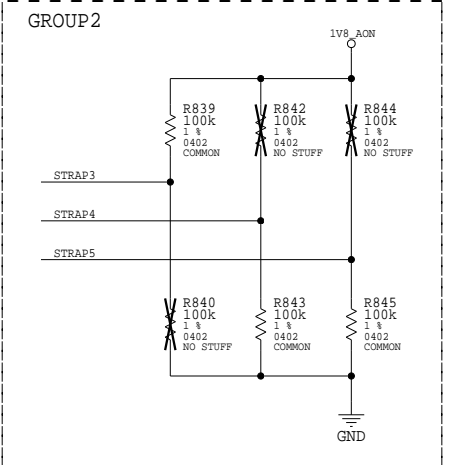 GROUP2
1V8_AON
R839
100k
1 %
0402
COMMON
R842
100k
1 %
0402
NO STUFF
R844
100k
1 %
0402
NO STUFF
STRAP3
STRAP4
STRAP5
R840
100k
1 %
0402
NO STUFF
R843
100k
1 %
0402
COMMON
R845
100k
1 %
0402
COMMON
GND